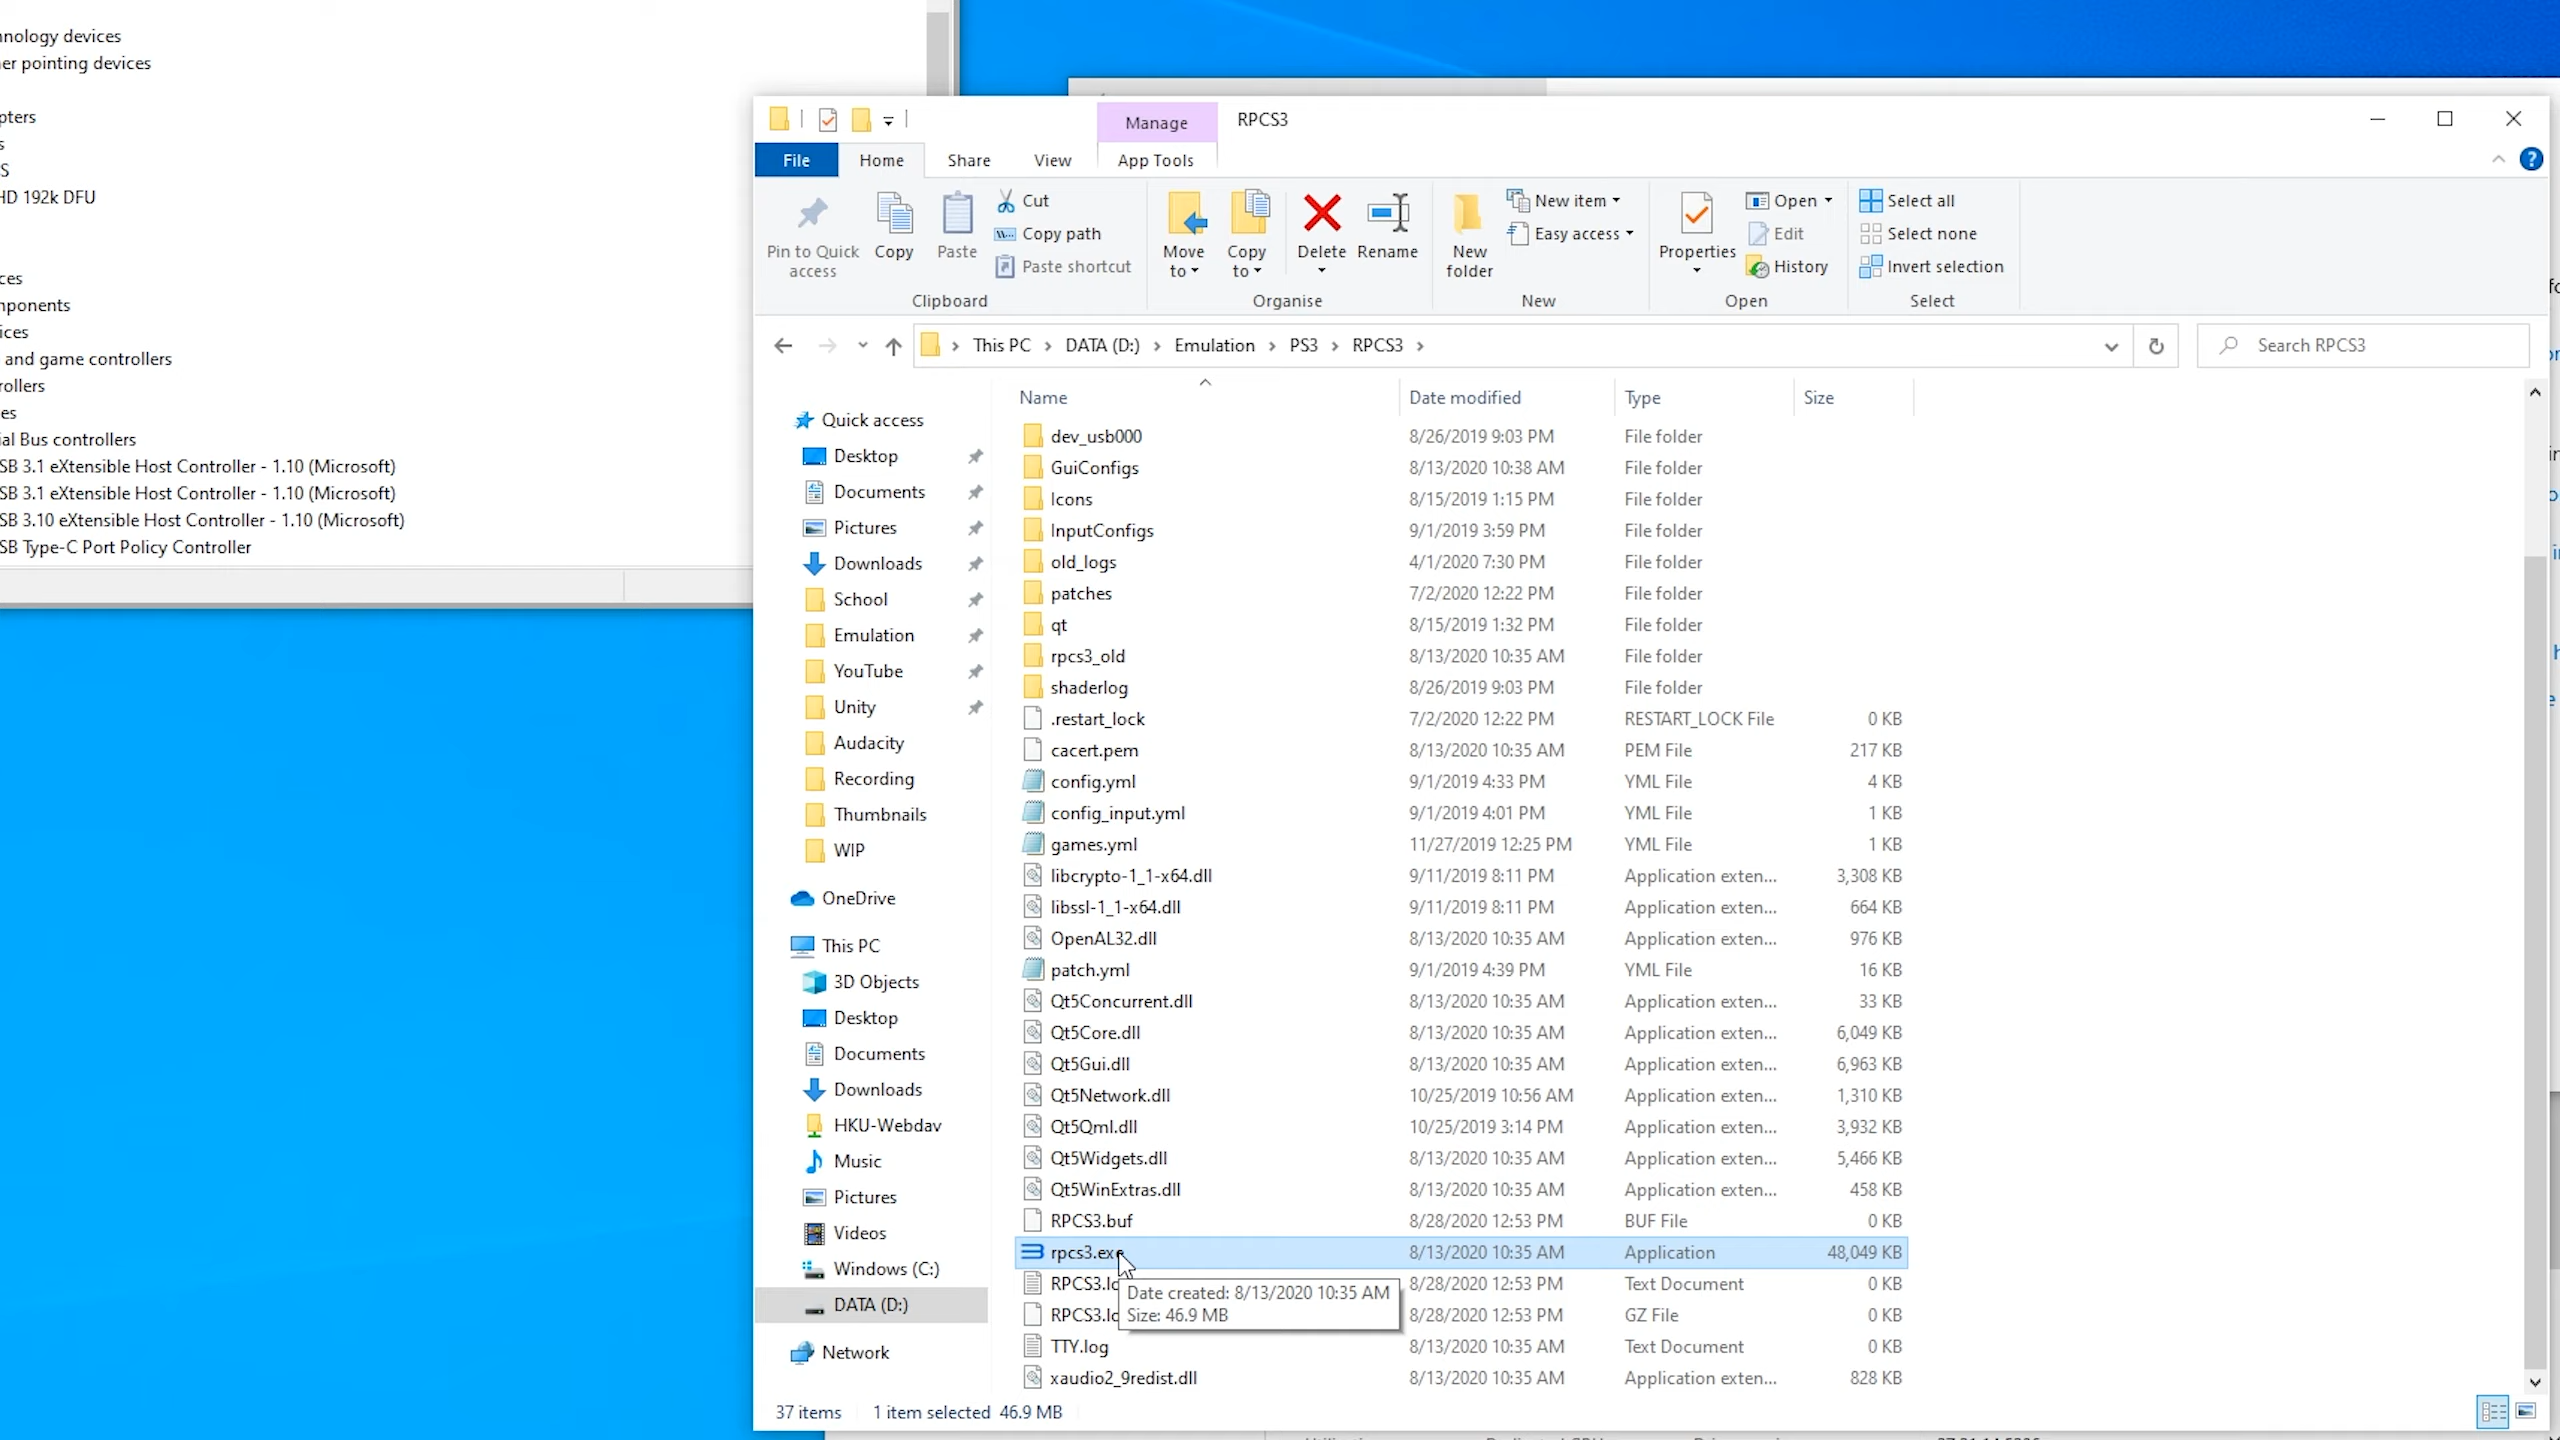 nology devices
er pointing devices
pters
s
S
HD 192k DFU
ces
nponents
ices
and game controllers
rollers
es
ial Bus controllers
SB 3.1 eXtensible Host Controller - 1.10 (Microsoft)
SB 3.1 eXtensible Host Controller - 1.10 (Microsoft)
SB 3.10 eXtensible Host Controller - 1.10 (Microsoft)
SB Type-C Port Policy Controller
Manage RPCS3
File Home Share View App Tools
Pin to Quick access
Copy
Paste
Cut
Copy path
Paste shortcut
Clipboard
Move to
Copy to
Delete
Rename
Organise
New folder
New item
Easy access
New
Properties
Open
Edit
History
Open
Select all
Select none
Invert selection
Select
This PC > DATA (D:) > Emulation > PS3 > RPCS3 >
Search RPCS3
Quick access
Desktop
Documents
Pictures
Downloads
School
Emulation
YouTube
Unity
Audacity
Recording
Thumbnails
WIP
OneDrive
This PC
3D Objects
Desktop
Documents
Downloads
HKU-Webdav
Music
Pictures
Videos
Windows (C:)
DATA (D:)
Network
Name Date modified Type Size
dev_usb000 8/26/2019 9:03 PM File folder
GuiConfigs 8/13/2020 10:38 AM File folder
Icons 8/15/2019 1:15 PM File folder
InputConfigs 9/1/2019 3:59 PM File folder
old_logs 4/1/2020 7:30 PM File folder
patches 7/2/2020 12:22 PM File folder
qt 8/15/2019 1:32 PM File folder
rpcs3_old 8/13/2020 10:35 AM File folder
shaderlog 8/26/2019 9:03 PM File folder
.restart_lock 7/2/2020 12:22 PM RESTART_LOCK File 0 KB
cacert.pem 8/13/2020 10:35 AM PEM File 217 KB
config.yml 9/1/2019 4:33 PM YML File 4 KB
config_input.yml 9/1/2019 4:01 PM YML File 1 KB
games.yml 11/27/2019 12:25 PM YML File 1 KB
libcrypto-1_1-x64.dll 9/11/2019 8:11 PM Application exten... 3,308 KB
libssl-1_1-x64.dll 9/11/2019 8:11 PM Application exten... 664 KB
OpenAL32.dll 8/13/2020 10:35 AM Application exten... 976 KB
patch.yml 9/1/2019 4:39 PM YML File 16 KB
Qt5Concurrent.dll 8/13/2020 10:35 AM Application exten... 33 KB
Qt5Core.dll 8/13/2020 10:35 AM Application exten... 6,049 KB
Qt5Gui.dll 8/13/2020 10:35 AM Application exten... 6,963 KB
Qt5Network.dll 10/25/2019 10:56 AM Application exten... 1,310 KB
Qt5Qml.dll 10/25/2019 3:14 PM Application exten... 3,932 KB
Qt5Widgets.dll 8/13/2020 10:35 AM Application exten... 5,466 KB
Qt5WinExtras.dll 8/13/2020 10:35 AM Application exten... 458 KB
RPCS3.buf 8/28/2020 12:53 PM BUF File 0 KB
rpcs3.exe 8/13/2020 10:35 AM Application 48,049 KB
RPCS3.lo 8/28/2020 12:53 PM Text Document 0 KB
RPCS3.lo 8/28/2020 12:53 PM GZ File 0 KB
Date created: 8/13/2020 10:35 AM
Size: 46.9 MB
TTY.log 8/13/2020 10:35 AM Text Document 0 KB
xaudio2_9redist.dll 8/13/2020 10:35 AM Application exten... 828 KB
37 items 1 item selected 46.9 MB